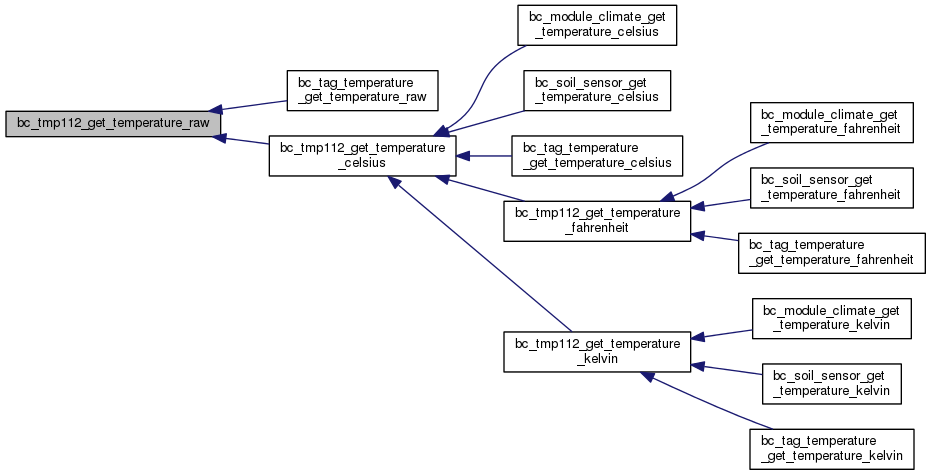 bc_tmp112_get_temperature_raw
bc_tag_temperature
_get_temperature_raw
bc_tmp112_get_temperature
_celsius
bc_module_climate_get
_temperature_celsius
bc_soil_sensor_get
_temperature_celsius
bc_tag_temperature
_get_temperature_celsius
bc_tmp112_get_temperature
_fahrenheit
bc_module_climate_get
_temperature_fahrenheit
bc_soil_sensor_get
_temperature_fahrenheit
bc_tag_temperature
_get_temperature_fahrenheit
bc_tmp112_get_temperature
_kelvin
bc_module_climate_get
_temperature_kelvin
bc_soil_sensor_get
_temperature_kelvin
bc_tag_temperature
_get_temperature_kelvin